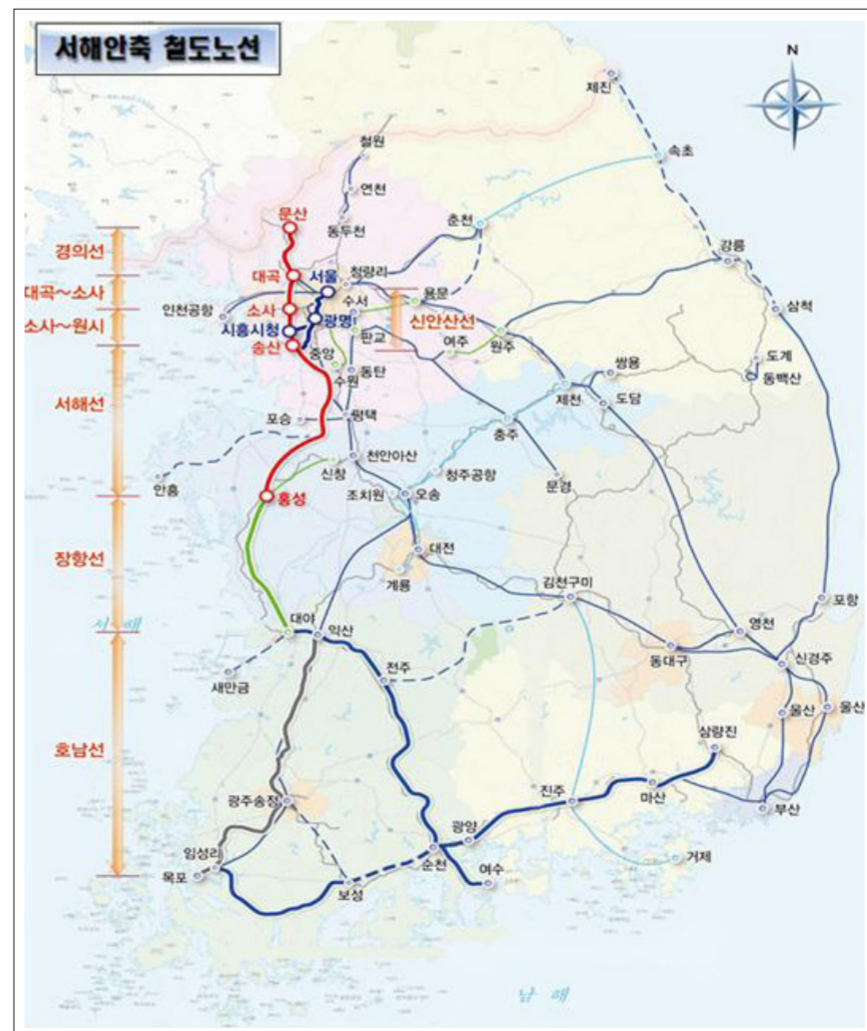 서해안축 철도노선
N
제진
속초
철원
연천
동두천
춘천
문산
경의선
대곡
서울
청량리
강릉
대곡~소사
수서
용문
인천공항
소사
광명
삼척
소사~원시
시흥시청
판교
신안산선
여주
원주
송산
중앙
도계
동백산
수원
동탄
쌍용
제천
도담
서해선
포승
평택
충주
천안아산
신창
청주공항
안흥
문경
홍성
조치원
오송
장항선
대전
계룡
김천구미
포항
서해
대야
익산
영천
동대구
신경주
새만금
전주
울산
울산
호남선
삼량진
광주송정
진주
마산
부산
광양
임성리
순천
거제
목포
보성
여수
남해